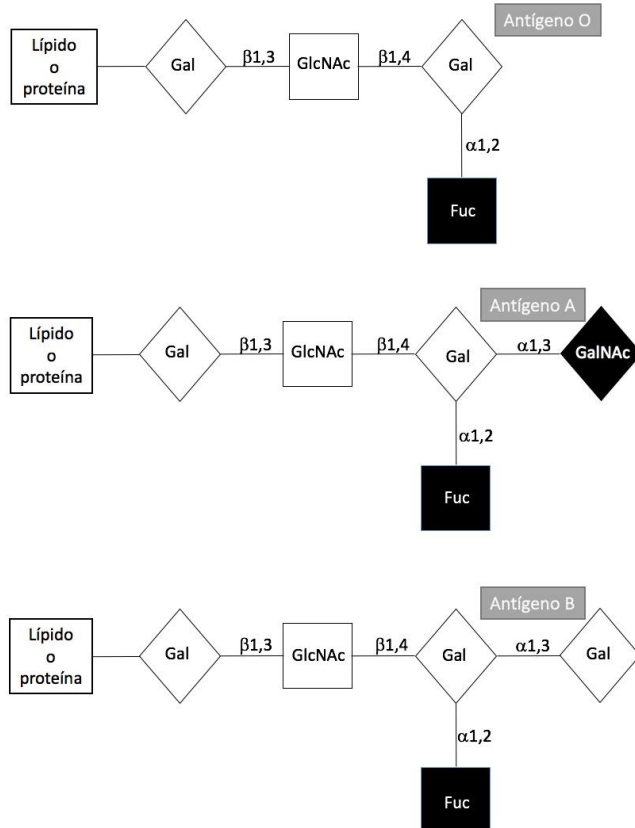 Antígeno O
Lípido
o
proteína
Gal
β1,3
GlcNAc
β1,4
Gal
α1,2
Fuc
Antígeno A
Lípido
o
proteína
Gal
β1,3
GlcNAc
β1,4
Gal
α1,3
GalNAc
α1,2
Fuc
Antígeno B
Lípido
o
proteína
Gal
β1,3
GlcNAc
β1,4
Gal
α1,3
Gal
α1,2
Fuc